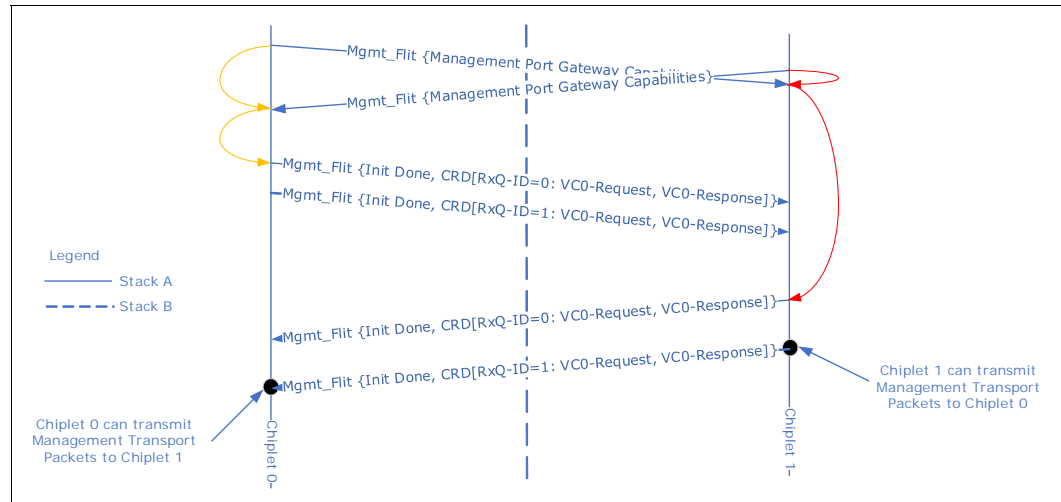 Mgmt_Flit {Management Port Gateway Capabilities}
Mgmt_Flit {Management Port Gateway Capabilities}
Mgmt_Flit {Init Done, CRD[RxQ-ID=0: VC0-Request, VC0-Response]}
Mgmt_Flit {Init Done, CRD[RxQ-ID=1: VC0-Request, VC0-Response]}
Legend
Stack A
Stack B
Mgmt_Flit {Init Done, CRD[RxQ-ID=0: VC0-Request, VC0-Response]}
Mgmt_Flit {Init Done, CRD[RxQ-ID=1: VC0-Request, VC0-Response]}
Chiplet 1 can transmit
Management Transport
Packets to Chiplet 0
Chiplet 0 can transmit
Management Transport
Packets to Chiplet 1
Chiplet 0-
Chiplet 1-